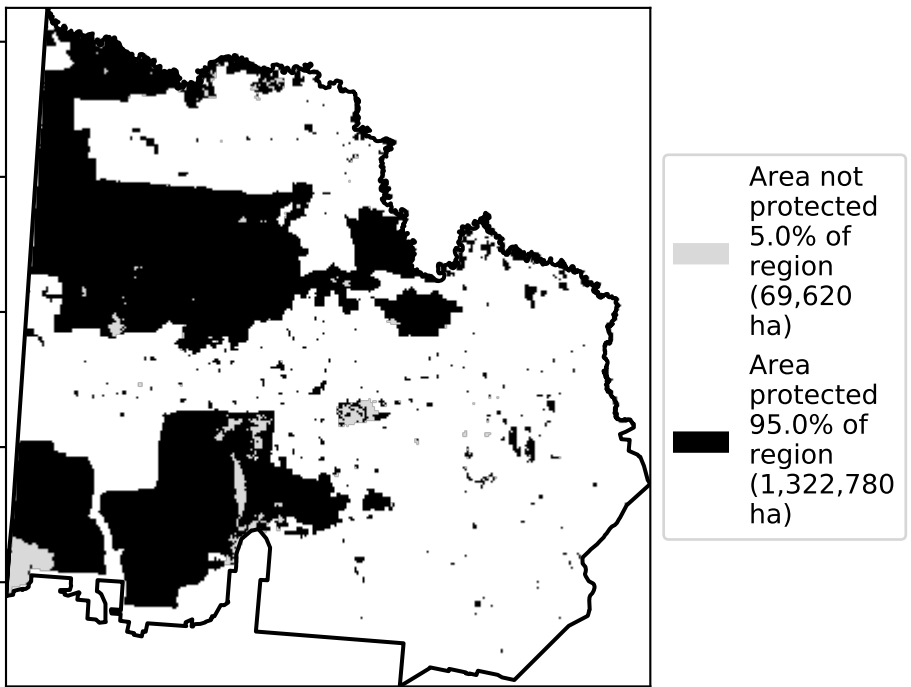 Area not
protected
5.0% of
region
(69,620
ha)
Area
protected
95.0% of
region
(1,322,780
ha)